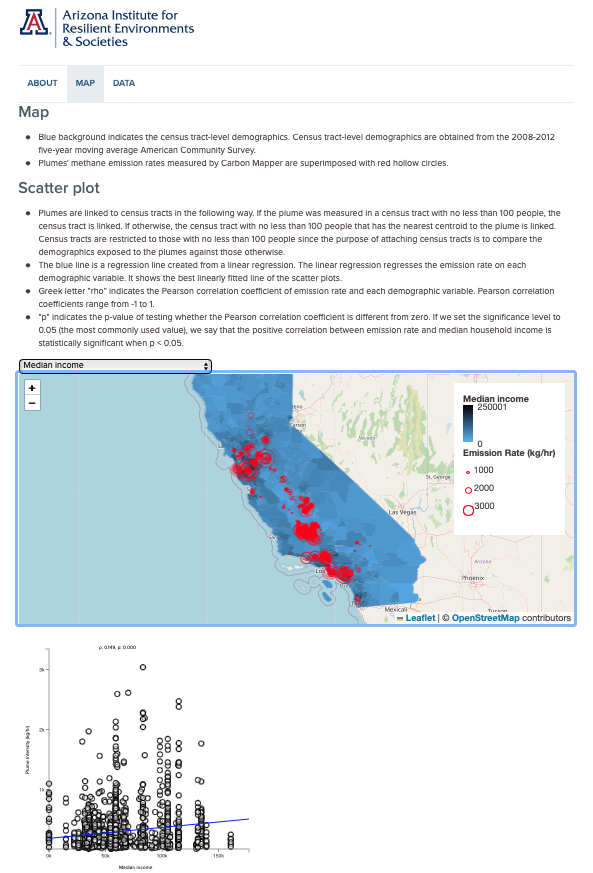 Arizona Institute for
Resilient Environments
& Societies
ABOUT
MAP
DATA
Map
Blue background indicates the census tract-level demographics. Census tract-level demographics are obtained from the 2008-2012
five-year moving average American Community Survey.
Plumes' methane emission rates measured by Carbon Mapper are superimposed with red hollow circles.
Scatter plot
Plumes are linked to census tracts in the following way. If the plume was measured in a census tract with no less than 100 people, the
census tract is linked. If otherwise, the census tract with no less than 100 people that has the nearest centroid to the plume is linked.
Census tracts are restricted to those with no less than 100 people since the purpose of attaching census tracts is to compare the
demographics exposed to the plumes against those otherwise.
The blue line is a regression line created from a linear regression. The linear regression regresses the emission rate on each
demographic variable. It shows the best linearly fitted line of the scatter plots.
Greek letter "rho" indicates the Pearson correlation coefficient of emission rate and each demographic variable. Pearson correlation
coefficients range from -1 to 1.
"p" indicates the p-value of testing whether the Pearson correlation coefficient is different from zero. If we set the significance level to
0.05 (the most commonly used value), we say that the positive correlation between emission rate and median household income is
statistically significant when p < 0.05.
Median income
+
−
Carson
Nevada
St. George
Las Vegas
Arizona
Phoenix
Mexicali
Tucson
Median income
250001
0
Emission Rate (kg/hr)
1000
2000
3000
Leaflet | © OpenStreetMap contributors
ρ: 0.149, p: 0.000
3k
2k
1k
Plume intensity (kg/hr)
0k
50k
100k
150k
Median income